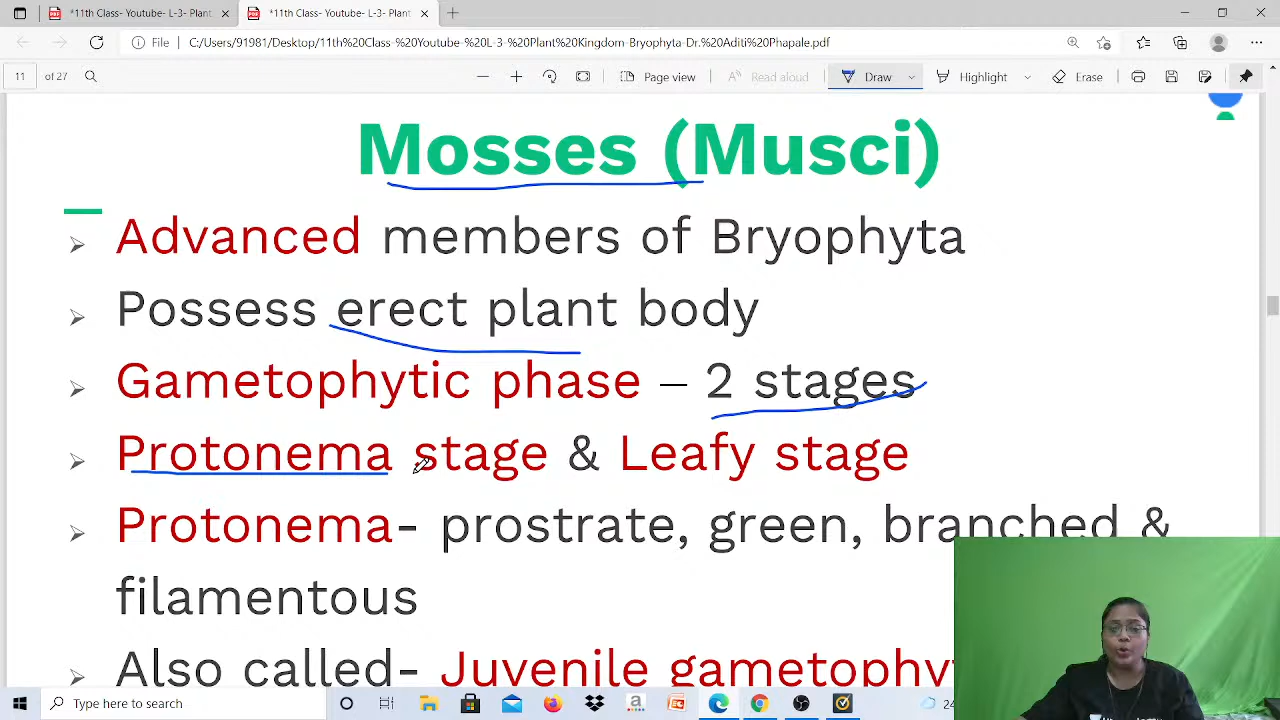 *11th Class- Youtube- L-3- Plant
*11th Class- Youtube- L-3- Plant
File
C:/Users/91981/Desktop/11th%20Class-%20Youtube-%20L-3 %20Plant%20Kingdom-Bryophyta-Dr.%20Aditi%20Phapale.pdf
11 of 27
Page view
Read aloud
Draw
Highlight
Erase
Mosses (Musci)
Advanced members of Bryophyta
Possess erect plant body
Gametophytic phase – 2 stages
Protonema stage & Leafy stage
Protonema- prostrate, green, branched &
filamentous
Also called- Juvenile gametophy
Type here to search